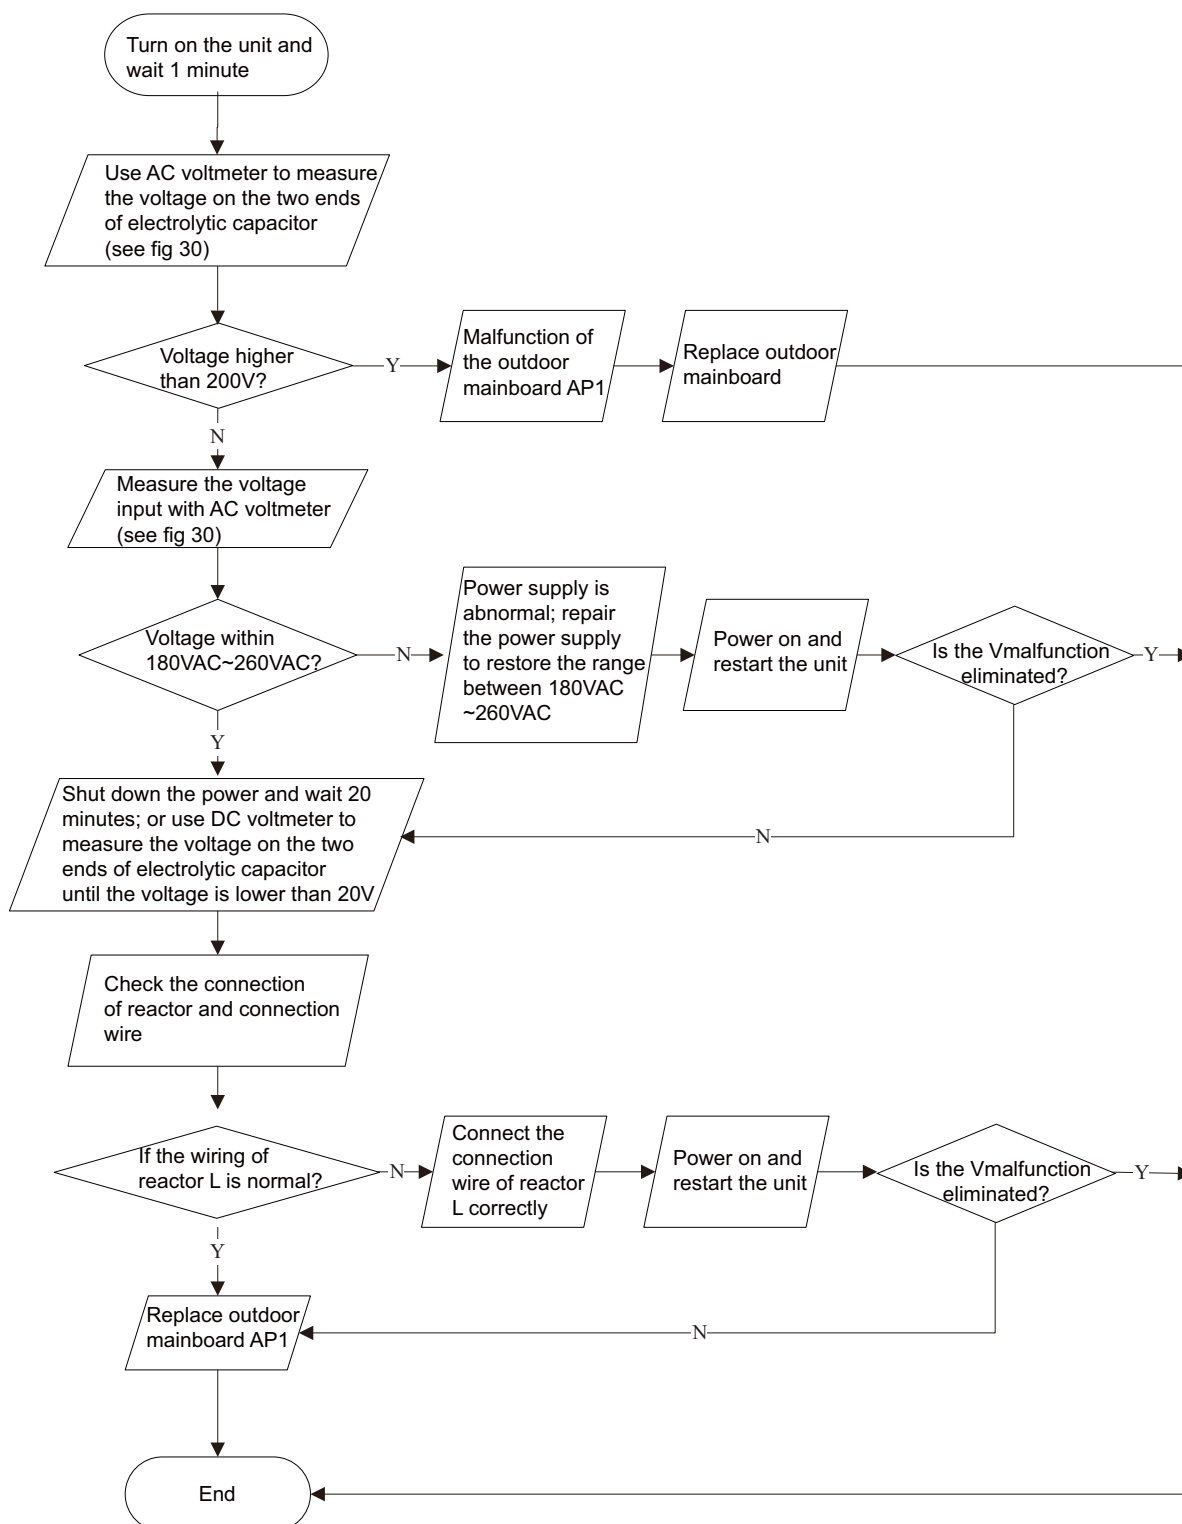 Turn on the unit and
wait 1 minute
Use AC voltmeter to measure
the voltage on the two ends
of electrolytic capacitor
(see fig 30)
Voltage higher
than 200V?
Y
Malfunction of
the outdoor
mainboard AP1
Replace outdoor
mainboard
N
Measure the voltage
input with AC voltmeter
(see fig 30)
Voltage within
180VAC~260VAC?
N
Power supply is
abnormal; repair
the power supply
to restore the range
between 180VAC
~260VAC
Power on and
restart the unit
Is the Vmalfunction
eliminated?
Y
Y
N
Shut down the power and wait 20
minutes; or use DC voltmeter to
measure the voltage on the two
ends of electrolytic capacitor
until the voltage is lower than 20V
Check the connection
of reactor and connection
wire
If the wiring of
reactor L is normal?
N
Connect the
connection
wire of reactor
L correctly
Power on and
restart the unit
Is the Vmalfunction
eliminated?
Y
Y
N
Replace outdoor
mainboard AP1
End